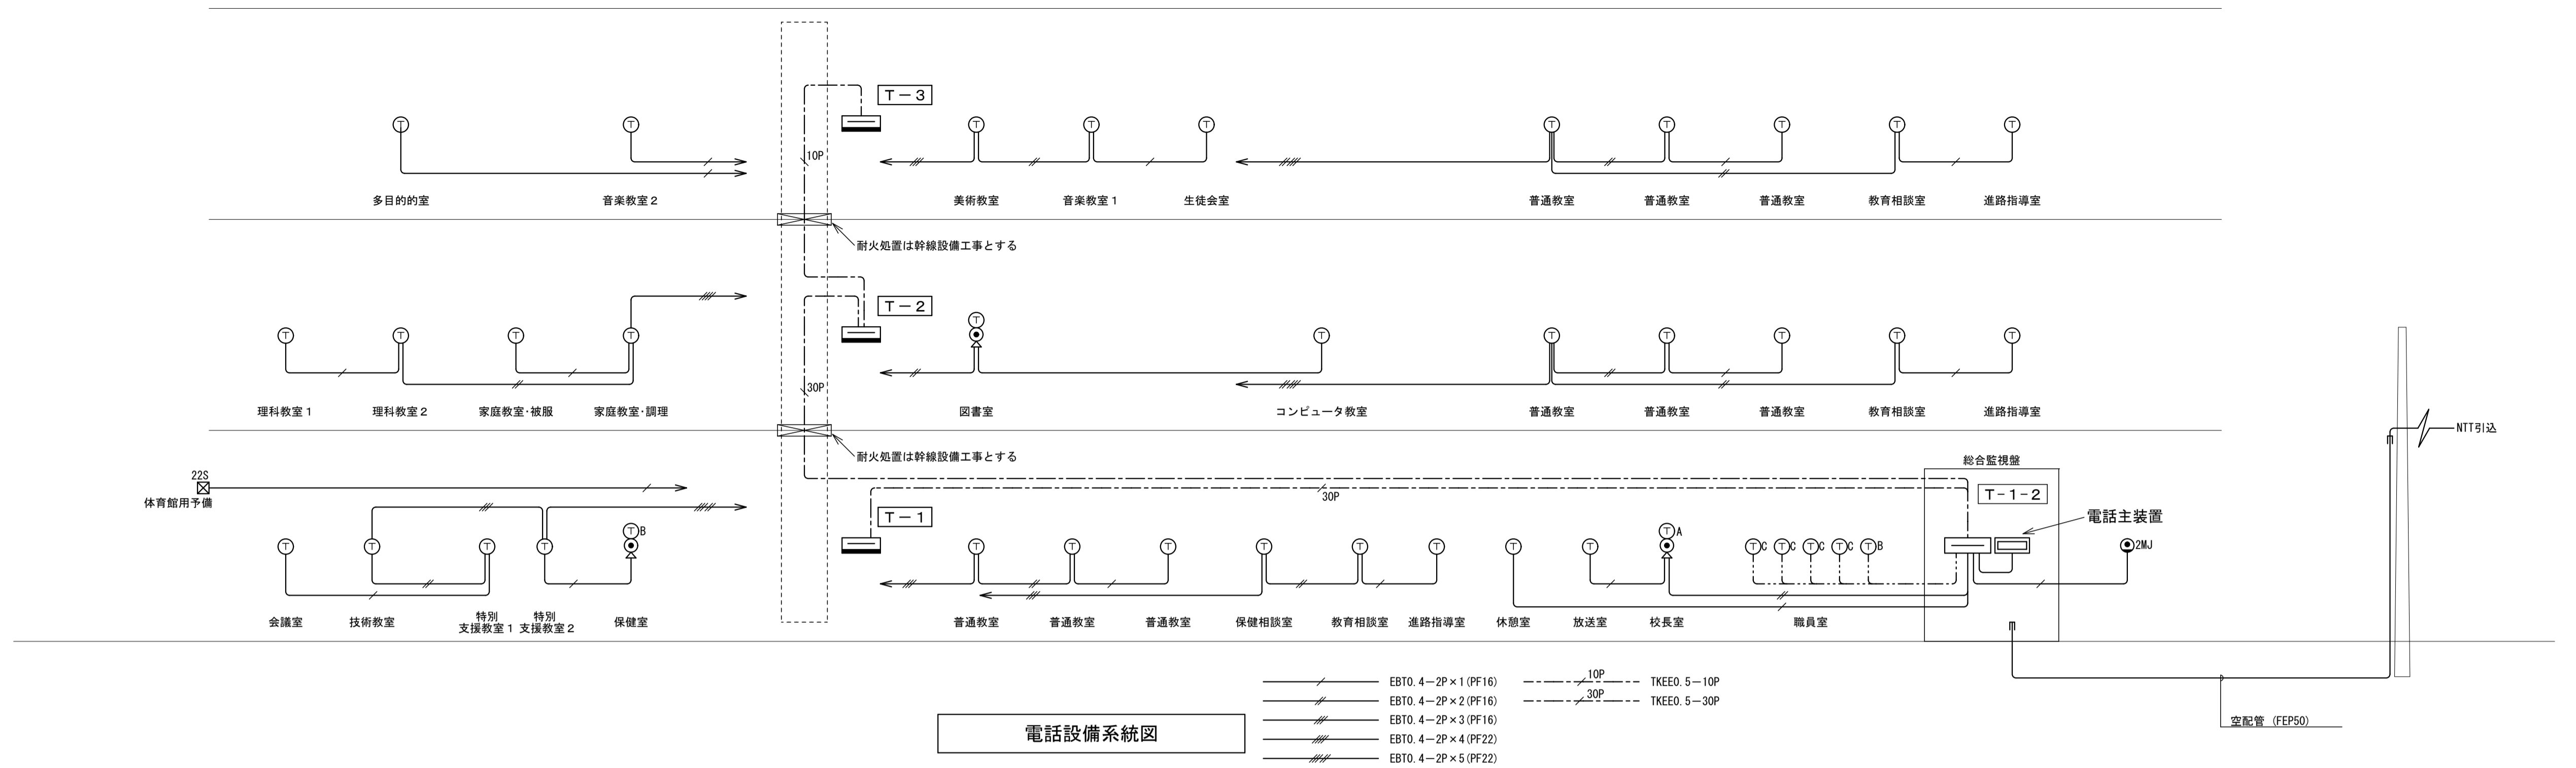 T－3
T T T T T T T T T T
10P
多目的的室 音楽教室2 美術教室 音楽教室1 生徒会室 普通教室 普通教室 普通教室 教育相談室 進路指導室
耐火処置は幹線設備工事とする
T－2
T
T T T T T T T T T T
30P
理科教室1 理科教室2 家庭教室・被服 家庭教室・調理 図書室 コンピュータ教室 普通教室 普通教室 普通教室 教育相談室 進路指導室
NTT引込
耐火処置は幹線設備工事とする
総合監視盤
22S
体育館用予備
30P
T－1－2
T－1
電話主装置
T B T A
T T T T T T T T T T T T T C T C T C T C T B 2MJ
会議室 技術教室 特別 特別 保健室 普通教室 普通教室 普通教室 保健相談室 教育相談室 進路指導室 休憩室 放送室 校長室 職員室
支援教室1 支援教室2
EBT0.4－2P×1(PF16) 10P TKEE0.5－10P
EBT0.4－2P×2(PF16) 30P TKEE0.5－30P
EBT0.4－2P×3(PF16)
EBT0.4－2P×4(PF22)
EBT0.4－2P×5(PF22)
空配管 (FEP50)
電話設備系統図